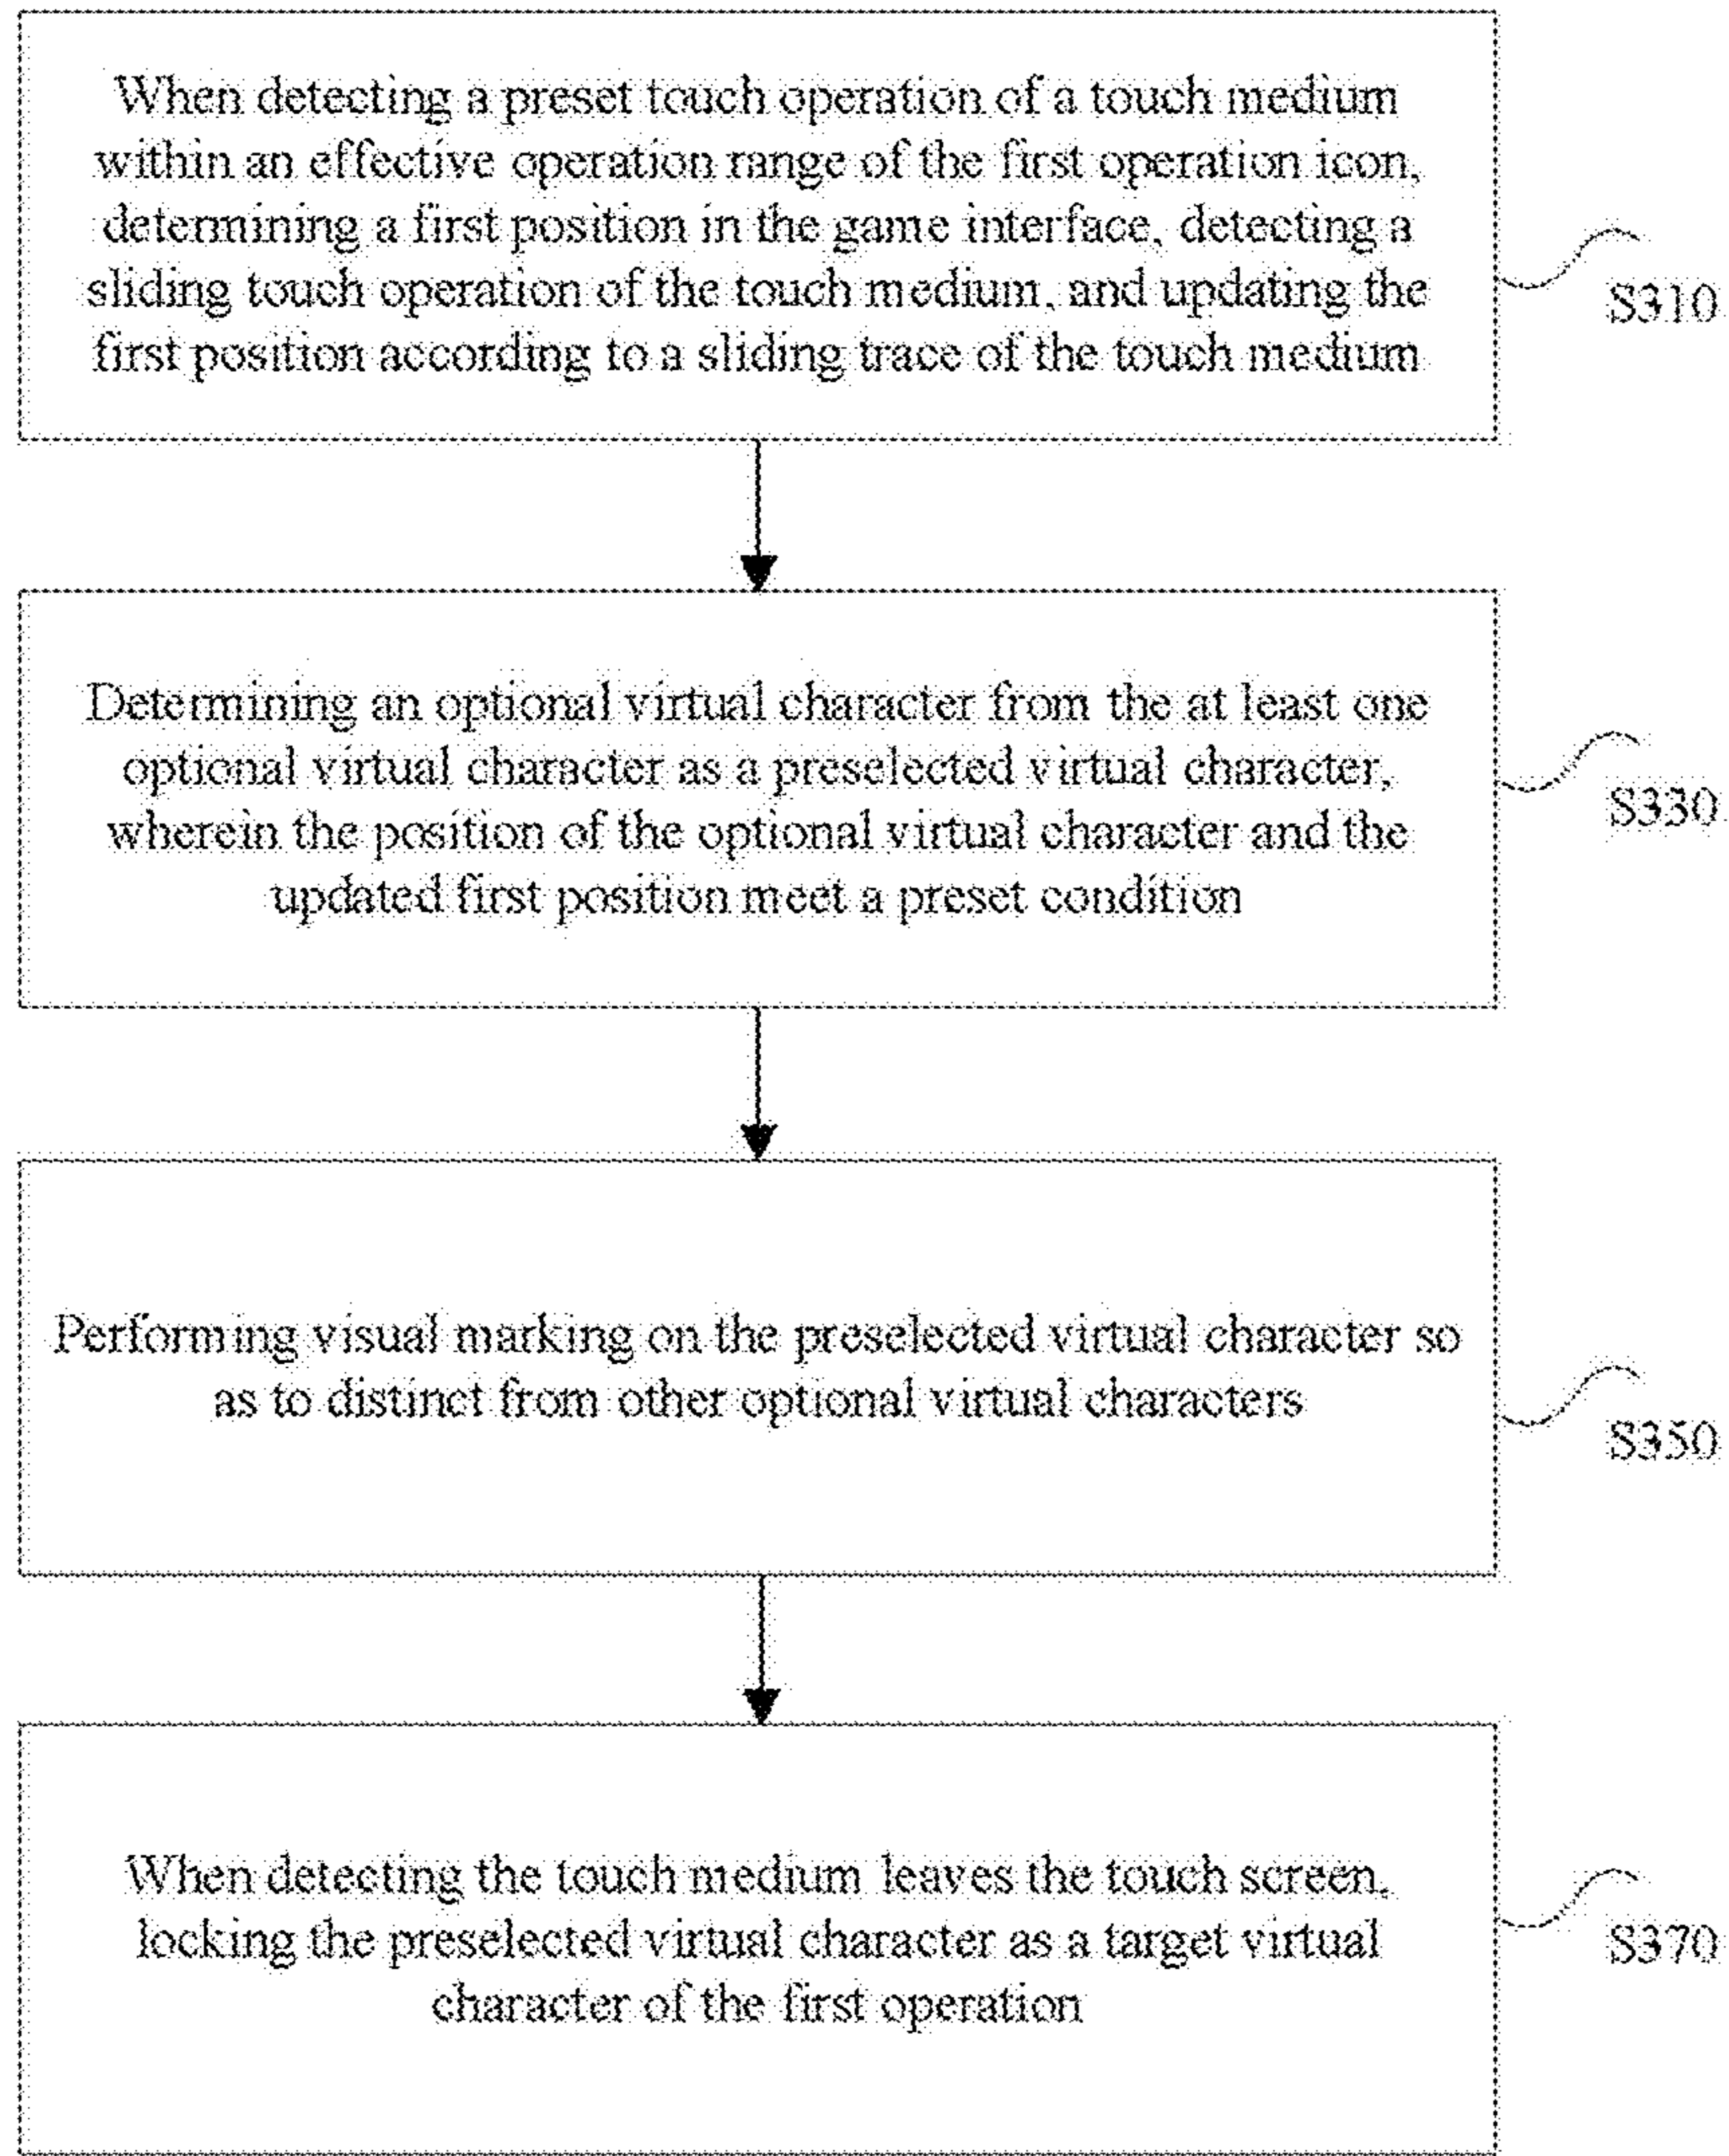 When detecting a preset touch operation of a touch medium
within an effective operation range of the first operation icon,
determining a first position in the game interface, detecting a
sliding touch operation of the touch medium, and updating the
first position according to a sliding trace of the touch medium
S310
Determining an optional virtual character from the at least one
optional virtual character as a preselected virtual character,
wherein the position of the optional virtual character and the
updated first position meet a preset condition
S330
Performing visual marking on the preselected virtual character so
as to distinct from other optional virtual characters
S350
When detecting the touch medium leaves the touch screen,
locking the preselected virtual character as a target virtual
character of the first operation
S370